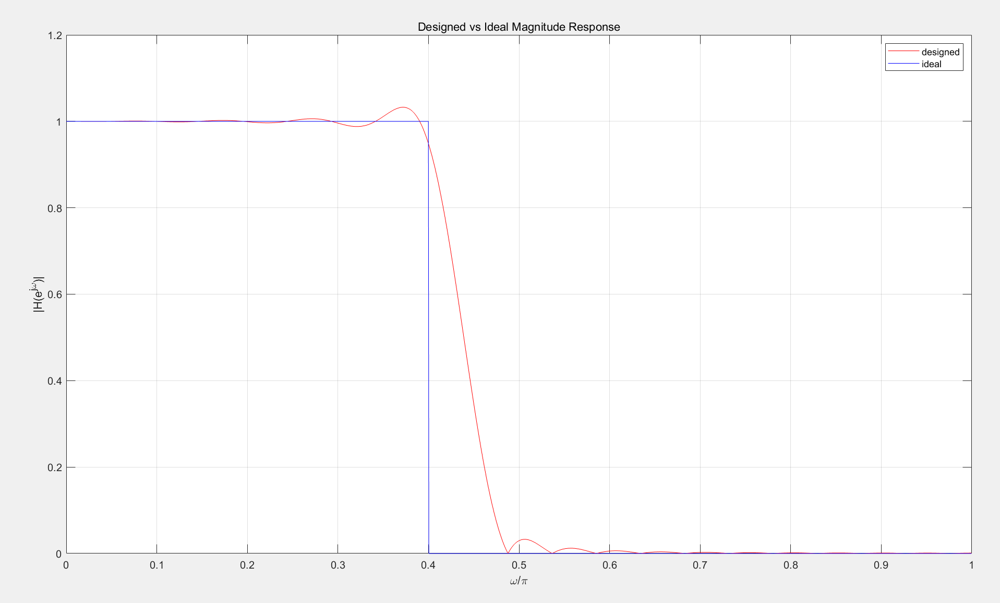 Designed vs Ideal Magnitude Response
designed
ideal
1.2
1
0.8
0.6
0.4
0.2
0
|H(e^{jω})|
0 0.1 0.2 0.3 0.4 0.5 0.6 0.7 0.8 0.9 1
ω/π